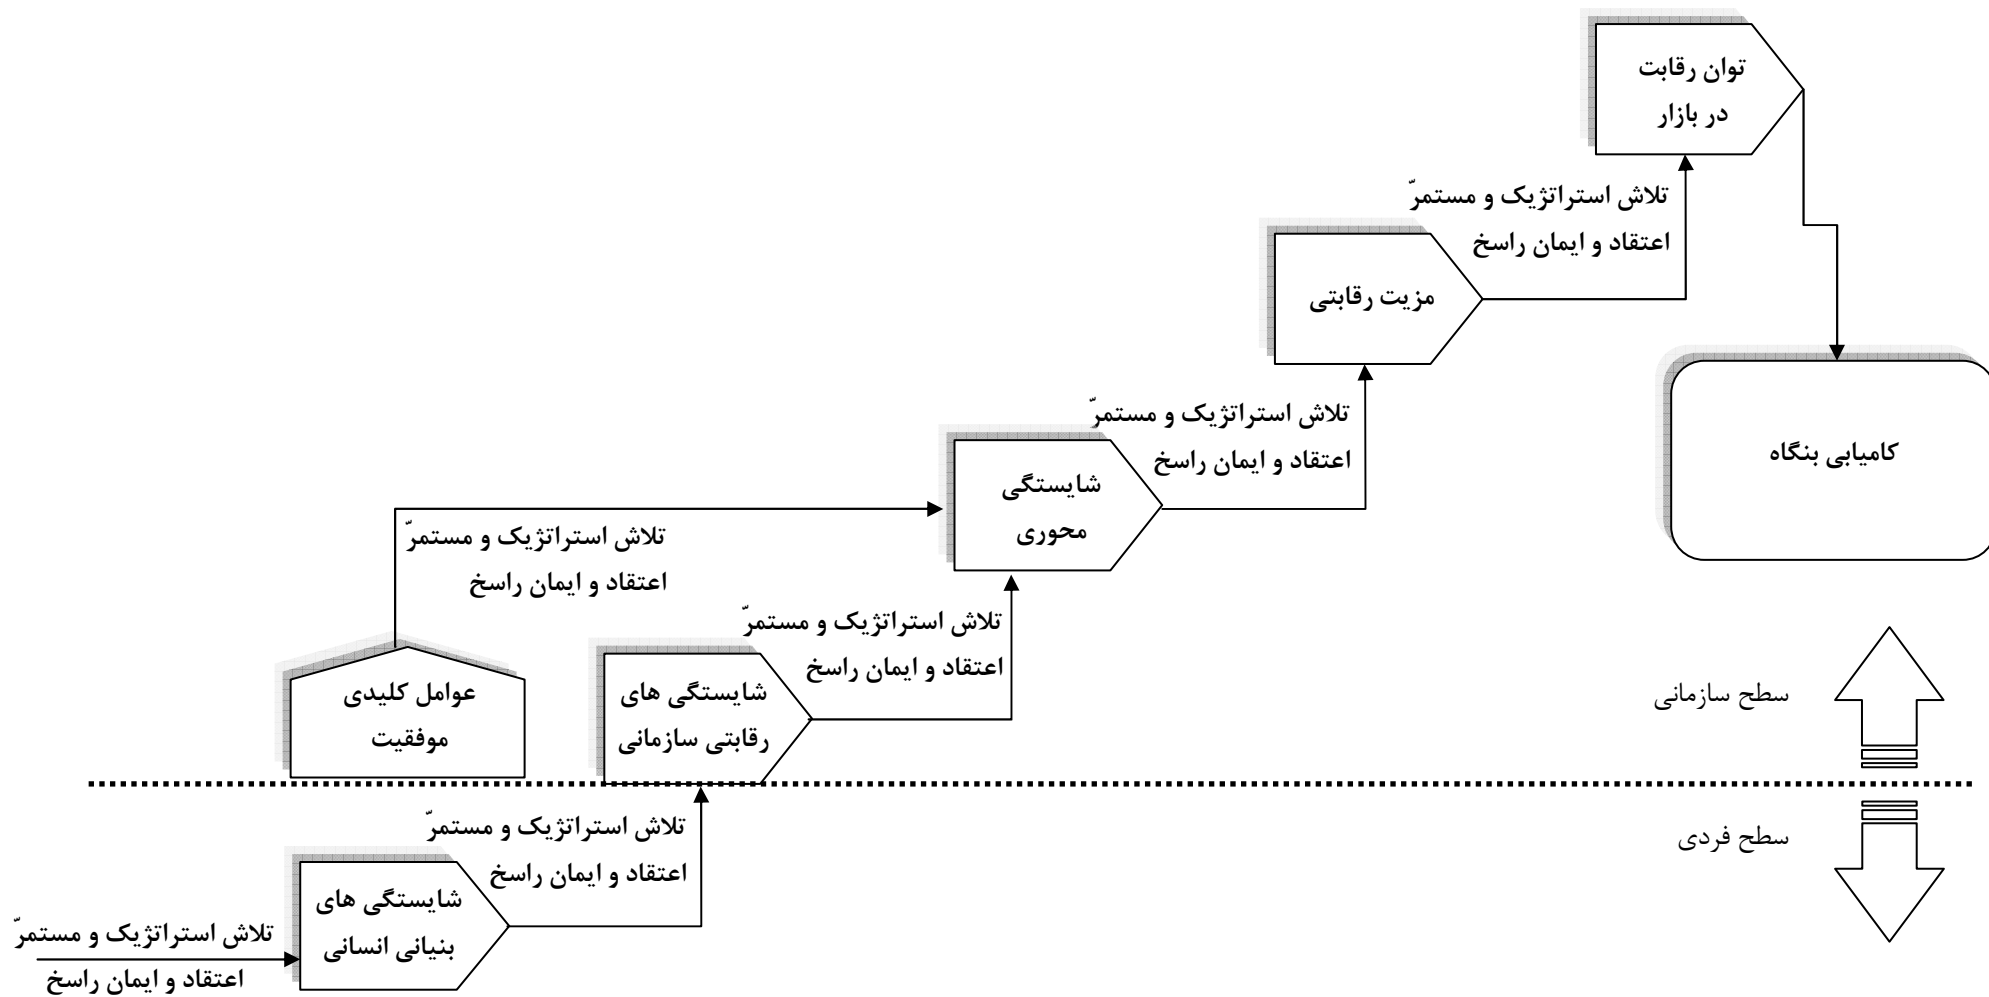 توان رقابت
در بازار
تلاش استراتژیک و مستمرّ
اعتقاد و ایمان راسخ
مزیت رقابتی
تلاش استراتژیک و مستمرّ
اعتقاد و ایمان راسخ
کامیابی بنگاه
شایستگی
محوری
تلاش استراتژیک و مستمرّ
اعتقاد و ایمان راسخ
تلاش استراتژیک و مستمرّ
اعتقاد و ایمان راسخ
سطح سازمانی
شایستگی های
رقابتی سازمانی
عوامل کلیدی
موفقیت
سطح فردی
تلاش استراتژیک و مستمرّ
اعتقاد و ایمان راسخ
شایستگی های
بنیانی انسانی
تلاش استراتژیک و مستمرّ
اعتقاد و ایمان راسخ